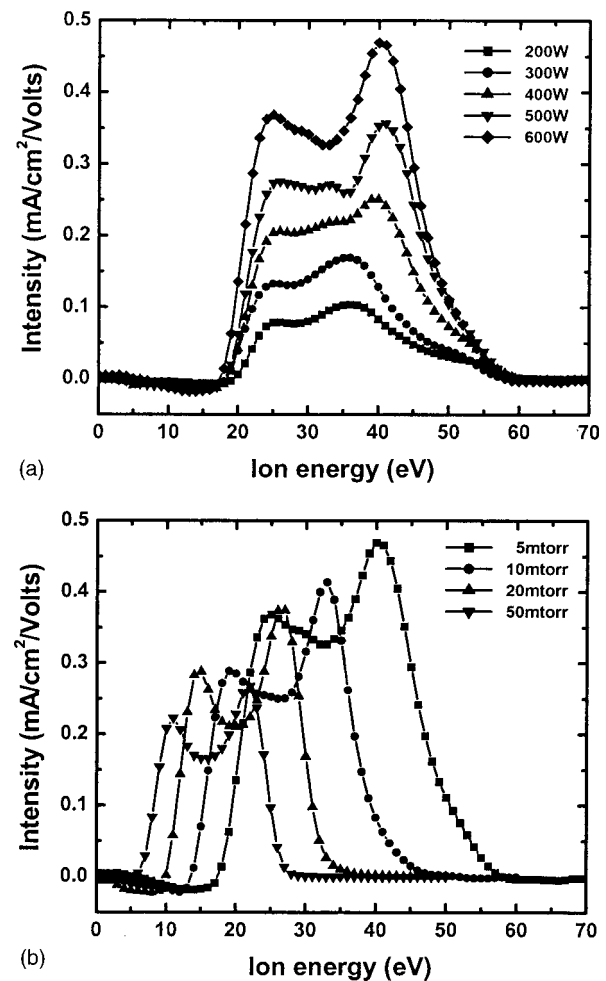 0.5
0.4
0.3
0.2
0.1
0.0
Intensity (mA/cm²/Volts)
200W
300W
400W
500W
600W
0 10 20 30 40 50 60 70
(a)
Ion energy (eV)
0.5
0.4
0.3
0.2
0.1
0.0
Intensity (mA/cm²/Volts)
5mtorr
10mtorr
20mtorr
50mtorr
0 10 20 30 40 50 60 70
(b)
Ion energy (eV)